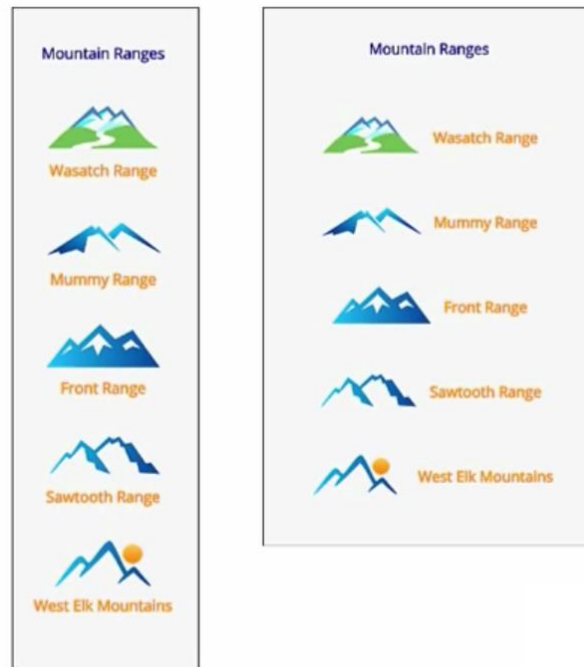 Mountain Ranges
Wasatch Range
Mummy Range
Front Range
Sawtooth Range
West Elk Mountains
Mountain Ranges
Wasatch Range
Mummy Range
Front Range
Sawtooth Range
West Elk Mountains